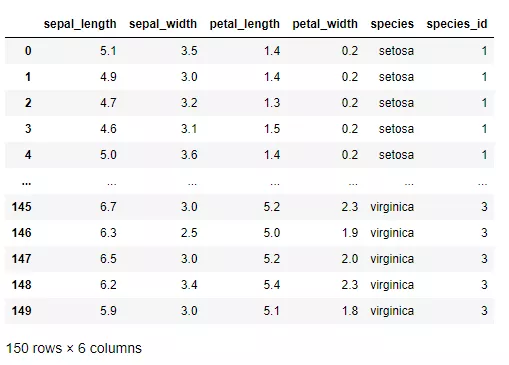 sepal_length sepal_width petal_length petal_width species species_id
0 5.1 3.5 1.4 0.2 setosa 1
1 4.9 3.0 1.4 0.2 setosa 1
2 4.7 3.2 1.3 0.2 setosa 1
3 4.6 3.1 1.5 0.2 setosa 1
4 5.0 3.6 1.4 0.2 setosa 1
... ... ... ... ... ... ...
145 6.7 3.0 5.2 2.3 virginica 3
146 6.3 2.5 5.0 1.9 virginica 3
147 6.5 3.0 5.2 2.0 virginica 3
148 6.2 3.4 5.4 2.3 virginica 3
149 5.9 3.0 5.1 1.8 virginica 3
150 rows × 6 columns